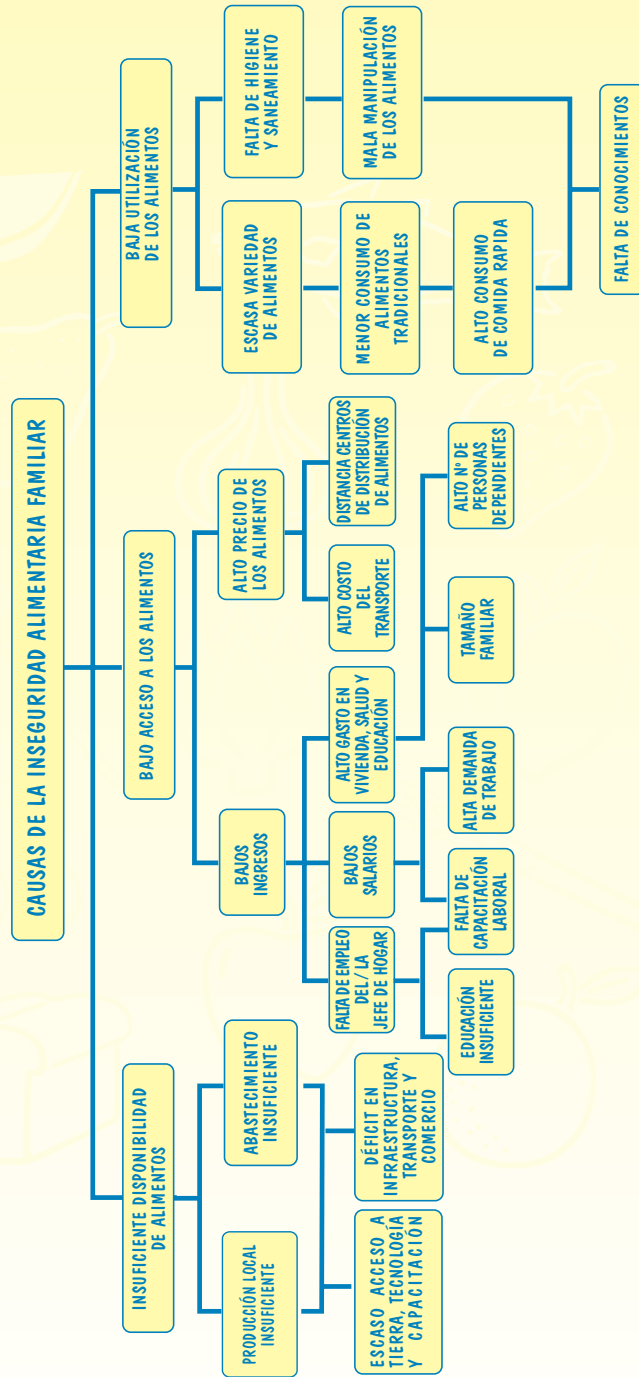 CAUSAS DE LA INSEGURIDAD ALIMENTARIA FAMILIAR
INSUFICIENTE DISPONIBILIDAD
DE ALIMENTOS
BAJO ACCESO A LOS ALIMENTOS
BAJA UTILIZACIÓN
DE LOS ALIMENTOS
PRODUCCIÓN LOCAL
INSUFICIENTE
ABASTECIMIENTO
INSUFICIENTE
BAJOS
INGRESOS
ALTO PRECIO DE
LOS ALIMENTOS
ESCASA VARIEDAD
DE ALIMENTOS
FALTA DE HIGIENE
Y SANEAMIENTO
ESCASO ACCESO A
TIERRA, TECNOLOGÍA
Y CAPACITACIÓN
DÉFICIT EN
INFRAESTRUCTURA,
TRANSPORTE Y
COMERCIO
FALTA DE EMPLEO
DEL/ LA
JEFE DE HOGAR
BAJOS
SALARIOS
ALTO GASTO EN
VIVIENDA, SALUD Y
EDUCACIÓN
ALTO COSTO
DEL
TRANSPORTE
DISTANCIA CENTROS
DE DISTRIBUCIÓN
DE ALIMENTOS
MENOR CONSUMO DE
ALIMENTOS
TRADICIONALES
MALA MANIPULACIÓN
DE LOS ALIMENTOS
EDUCACIÓN
INSUFICIENTE
FALTA DE
CAPACITACIÓN
LABORAL
ALTA DEMANDA
DE TRABAJO
TAMAÑO
FAMILIAR
ALTO Nº DE
PERSONAS
DEPENDIENTES
ALTO CONSUMO
DE COMIDA RAPIDA
FALTA DE CONOCIMIENTOS